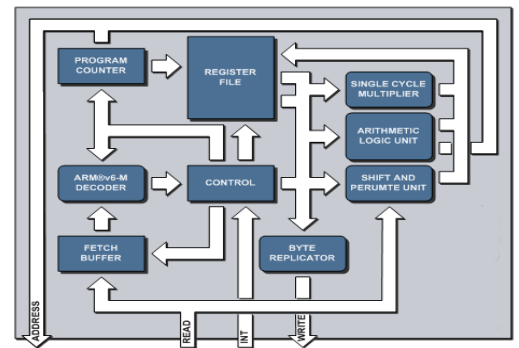 PROGRAM
COUNTER
REGISTER
FILE
SINGLE CYCLE
MULTIPLIER
ARITHMETIC
LOGIC UNIT
ARM®v6-M
DECODER
CONTROL
SHIFT AND
PERUMTE UNIT
FETCH
BUFFER
BYTE
REPLICATOR
ADDRESS
READ
INT
WRITE